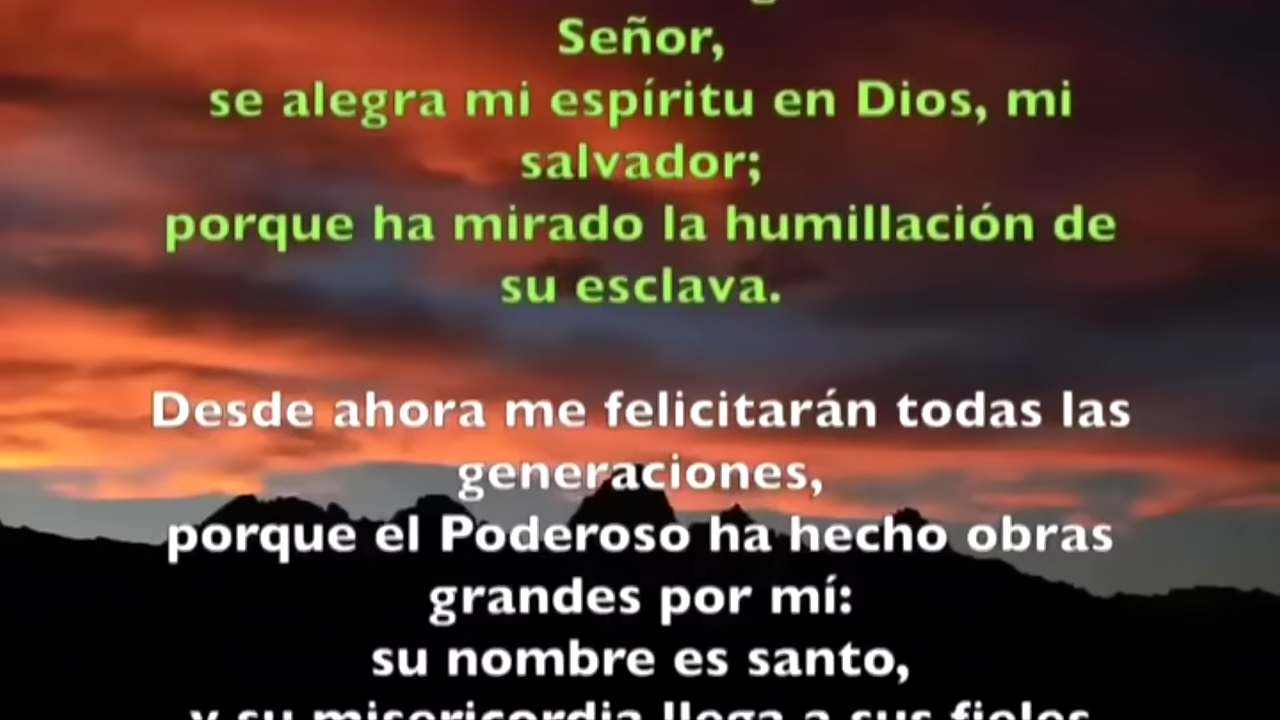 Señor,
se alegra mi espíritu en Dios, mi
salvador;
porque ha mirado la humillación de
su esclava.
Desde ahora me felicitarán todas las
generaciones,
porque el Poderoso ha hecho obras
grandes por mí:
su nombre es santo,
y su misericordia llega a sus fieles